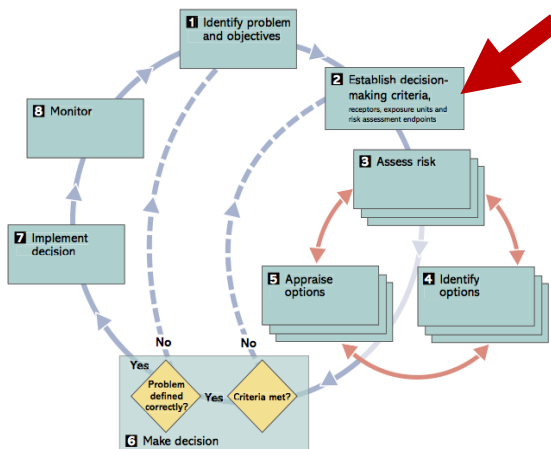 1 Identify problem
and objectives
2 Establish decision-
making criteria,
receptors, exposure units and
risk assessment endpoints
8 Monitor
3 Assess risk
7 Implement
decision
5 Appraise
options
4 Identify
options
No
No
Yes
Problem
defined
correctly?
Yes
Criteria met?
6 Make decision